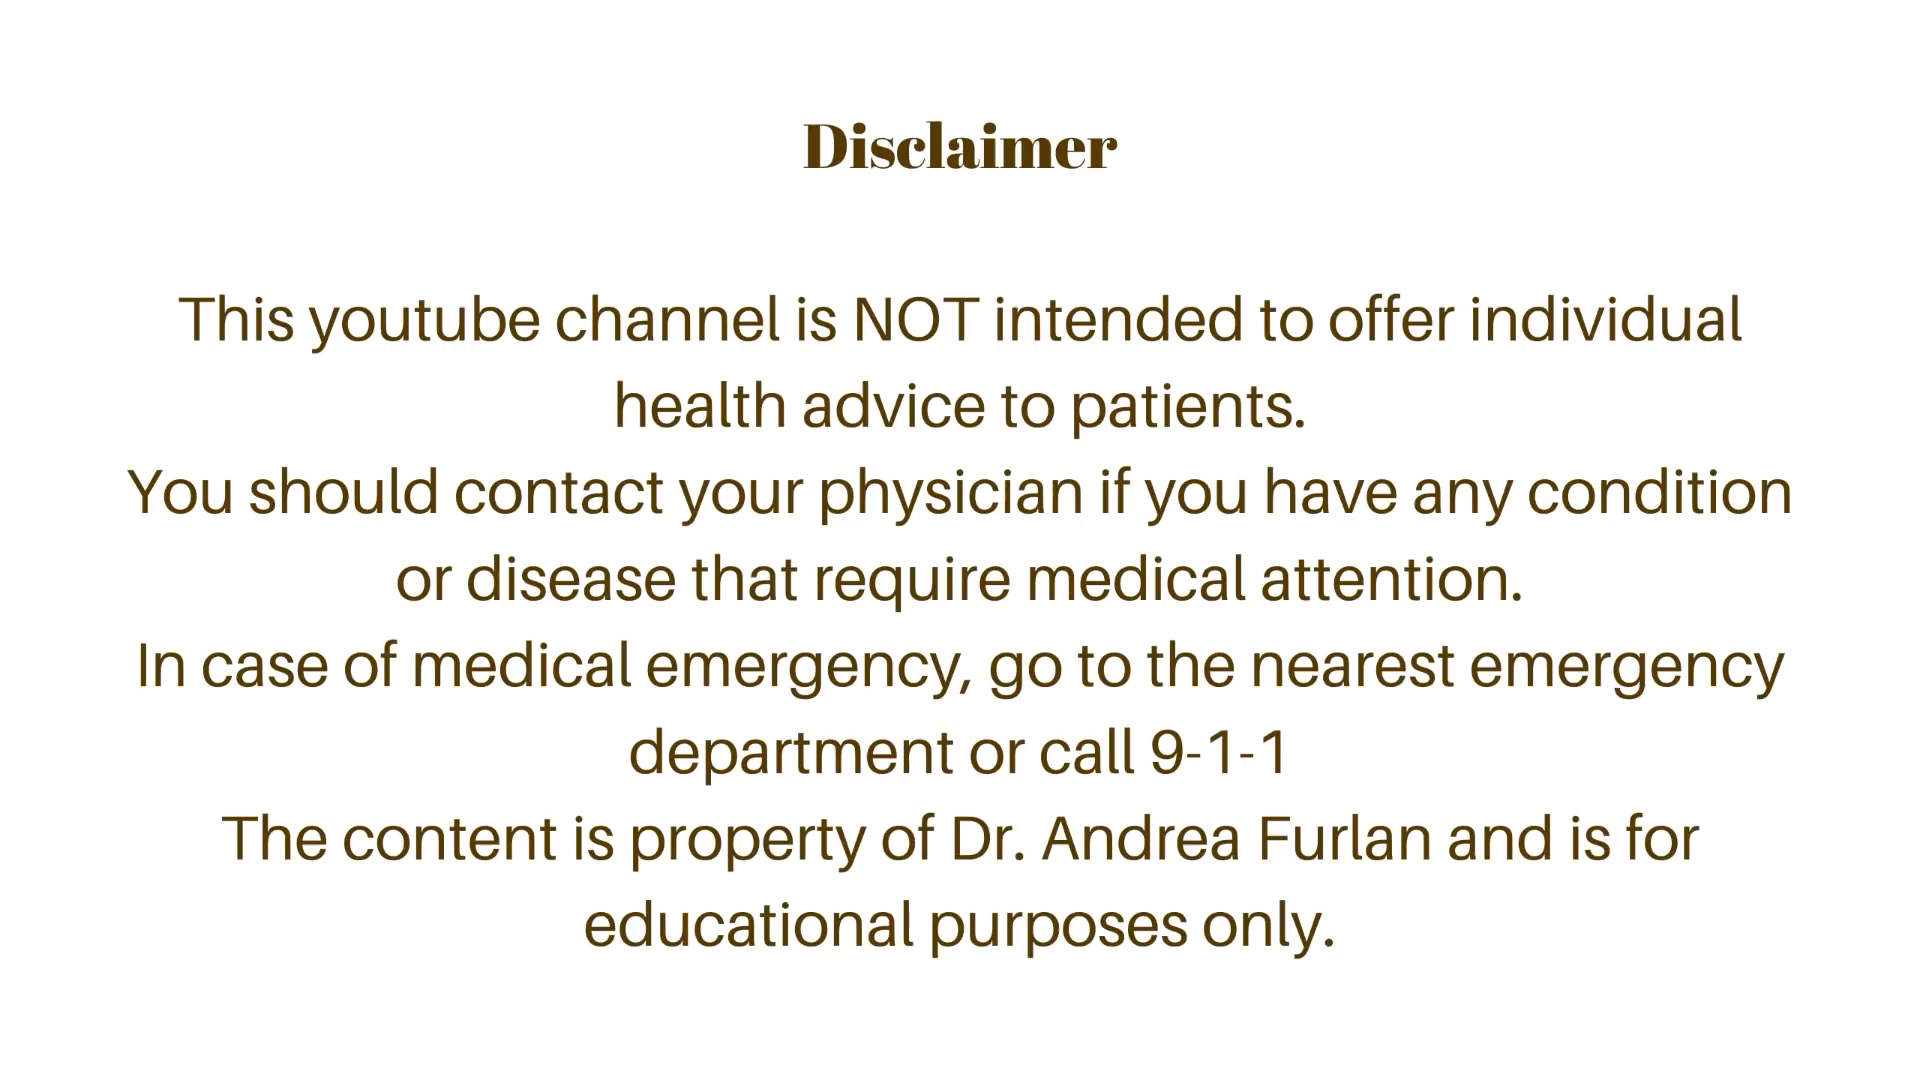 Disclaimer
This youtube channel is NOT intended to offer individual
health advice to patients.
You should contact your physician if you have any condition
or disease that require medical attention.
In case of medical emergency, go to the nearest emergency
department or call 9-1-1
The content is property of Dr. Andrea Furlan and is for
educational purposes only.